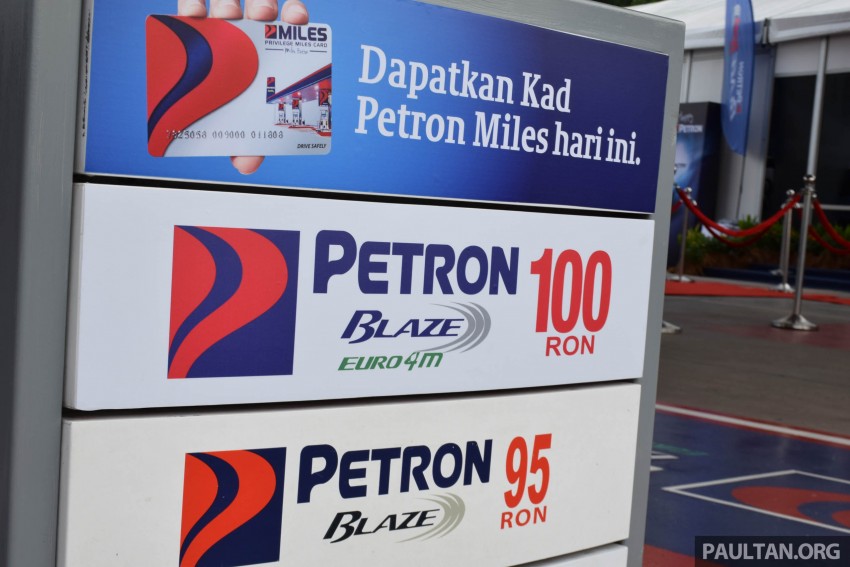 MILES
PRIVILEGE MILES CARD
Dapatkan Kad
Petron Miles hari ini.
DRIVE SAFELY
PETRON
BLAZE
EURO4M
100
RON
PETRON
BLAZE
95
RON
PETRON
PAULTAN.ORG